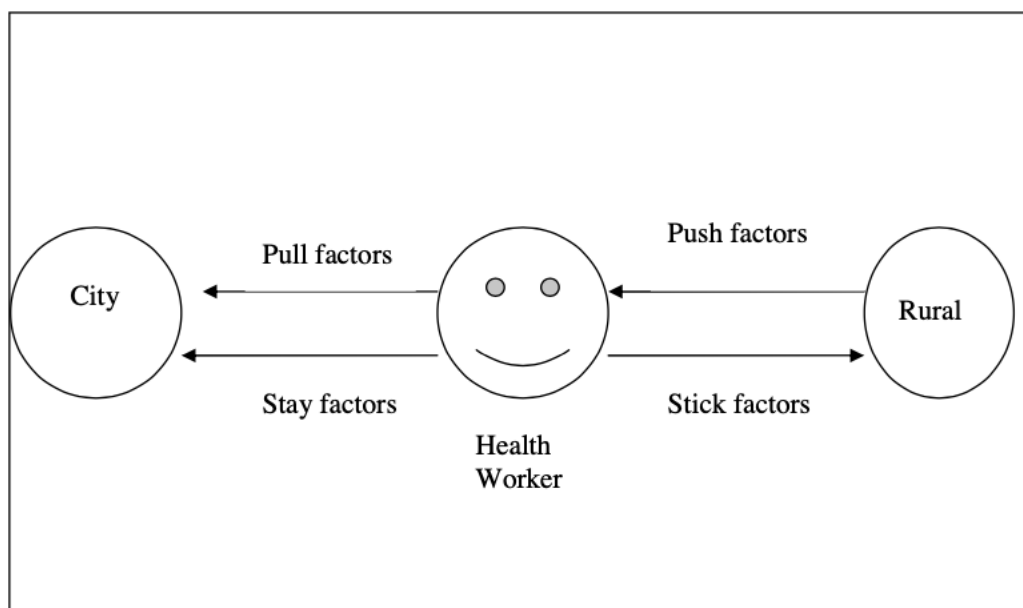 Push factors
Pull factors
City
Rural
Stay factors
Stick factors
Health
Worker